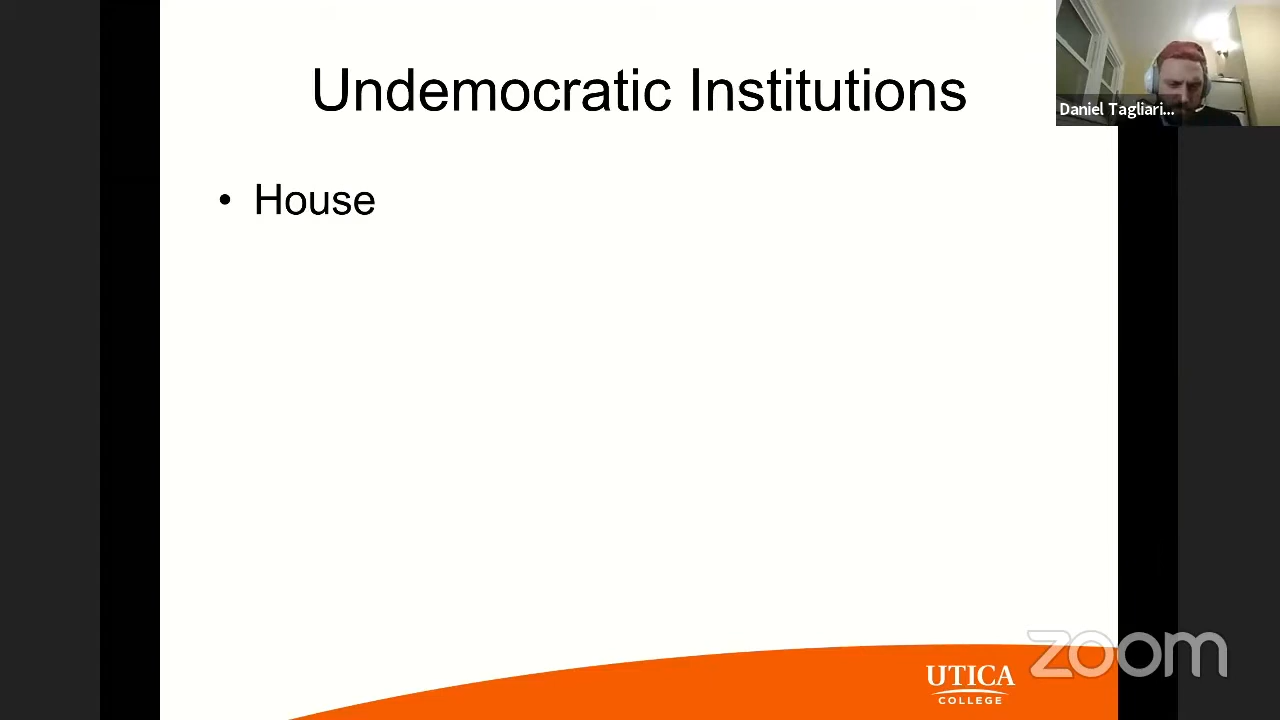 Undemocratic Institutions
Daniel Tagliari...
• House
zoom
UTICA
COLLEGE